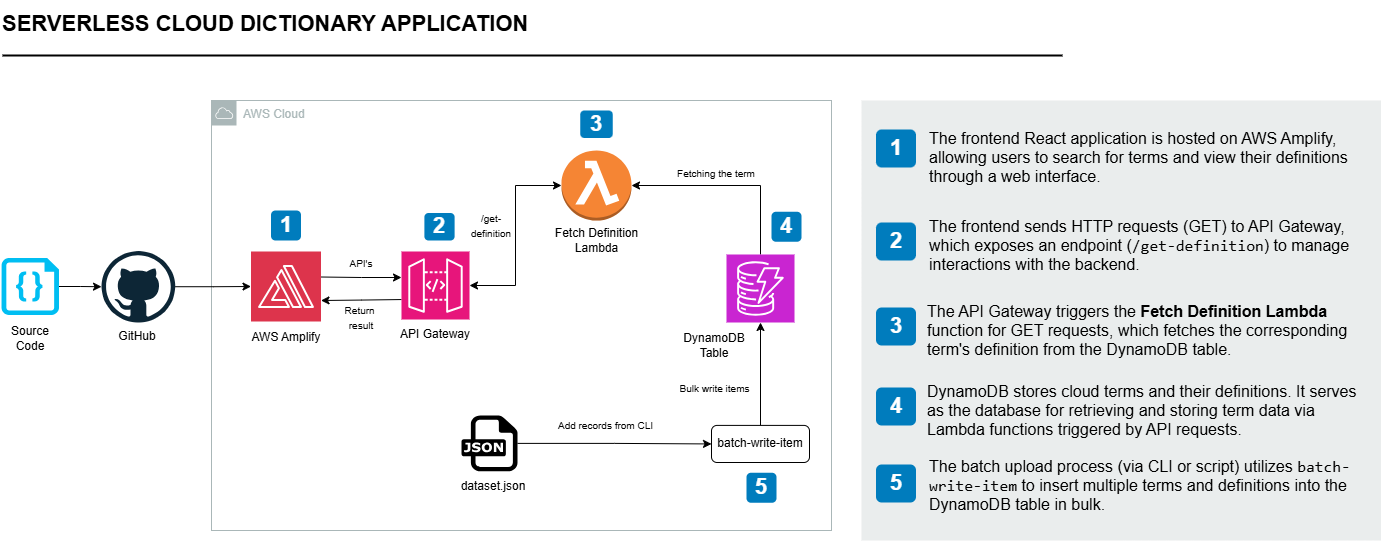 SERVERLESS CLOUD DICTIONARY APPLICATION
AWS Cloud
3
Fetching the term
/get-
definition
Fetch Definition
Lambda
1
2
4
API's
Return
result
Source
Code
GitHub
AWS Amplify
API Gateway
DynamoDB
Table
Bulk write items
JSON
dataset.json
Add records from CLI
batch-write-item
5
1
The frontend React application is hosted on AWS Amplify,
allowing users to search for terms and view their definitions
through a web interface.
2
The frontend sends HTTP requests (GET) to API Gateway,
which exposes an endpoint (/get-definition) to manage
interactions with the backend.
3
The API Gateway triggers the Fetch Definition Lambda
function for GET requests, which fetches the corresponding
term's definition from the DynamoDB table.
4
DynamoDB stores cloud terms and their definitions. It serves
as the database for retrieving and storing term data via
Lambda functions triggered by API requests.
5
The batch upload process (via CLI or script) utilizes batch-
write-item to insert multiple terms and definitions into the
DynamoDB table in bulk.